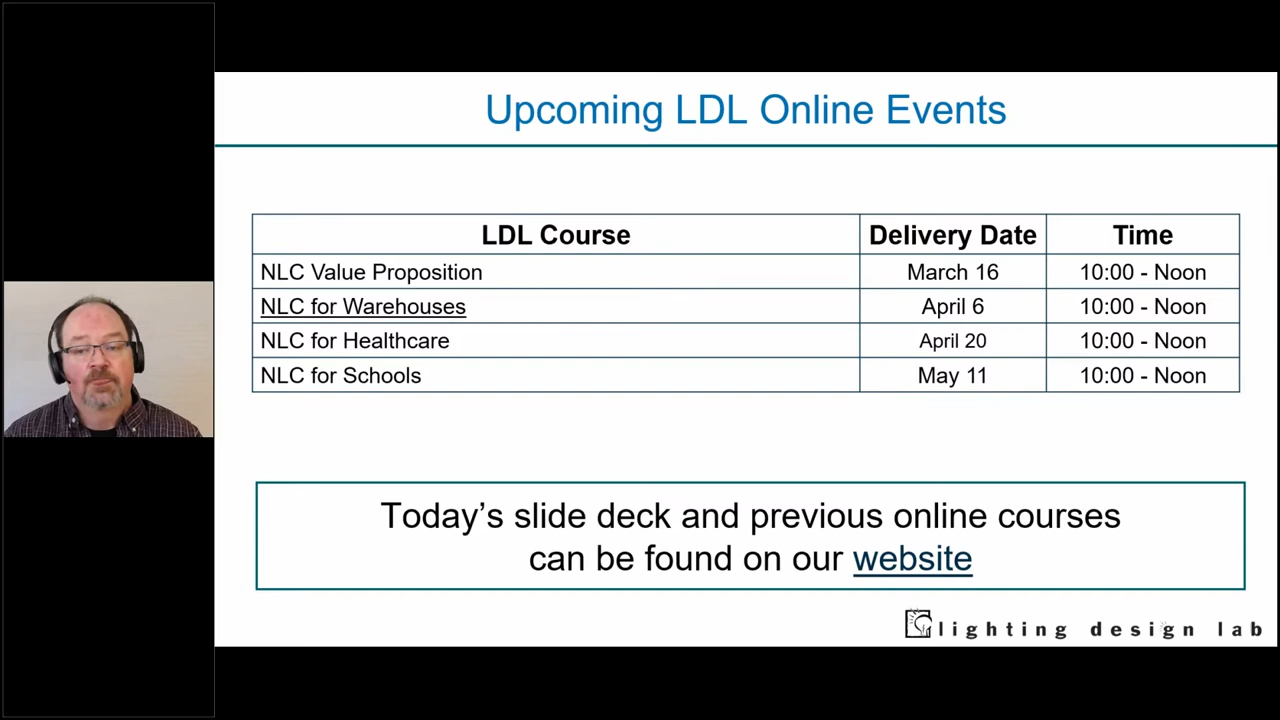 Upcoming LDL Online Events
LDL Course Delivery Date Time
NLC Value Proposition March 16 10:00 - Noon
NLC for Warehouses April 6 10:00 - Noon
NLC for Healthcare April 20 10:00 - Noon
NLC for Schools May 11 10:00 - Noon
Today’s slide deck and previous online courses
can be found on our website
lighting design lab